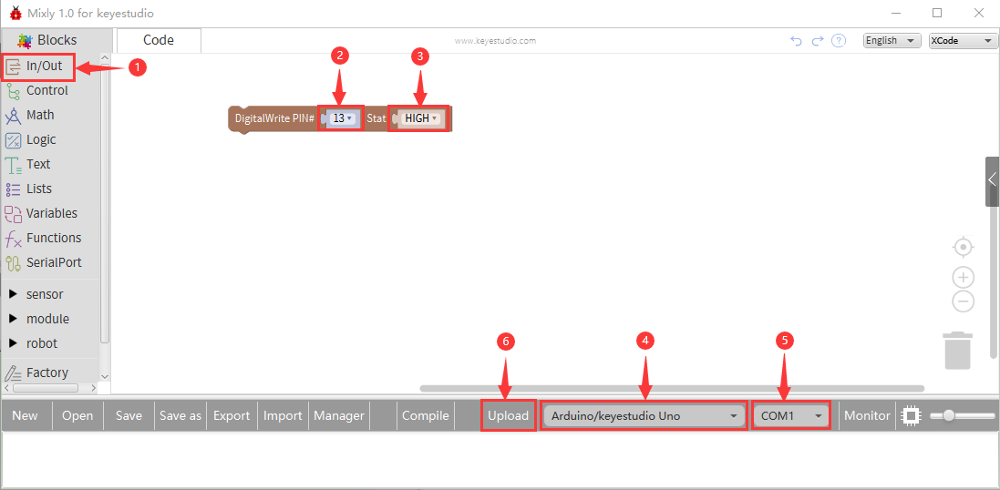 Mixly 1.0 for keyestudio
Blocks
Code
www.keyestudio.com
?
English
XCode
In/Out
1
Control
Math
Logic
Text
Lists
Variables
Functions
SerialPort
sensor
module
robot
Factory
2
3
DigitalWrite PIN# 13 Stat HIGH
6
4
5
New Open Save Save as Export Import Manager Compile Upload Arduino/keyestudio Uno COM1 Monitor